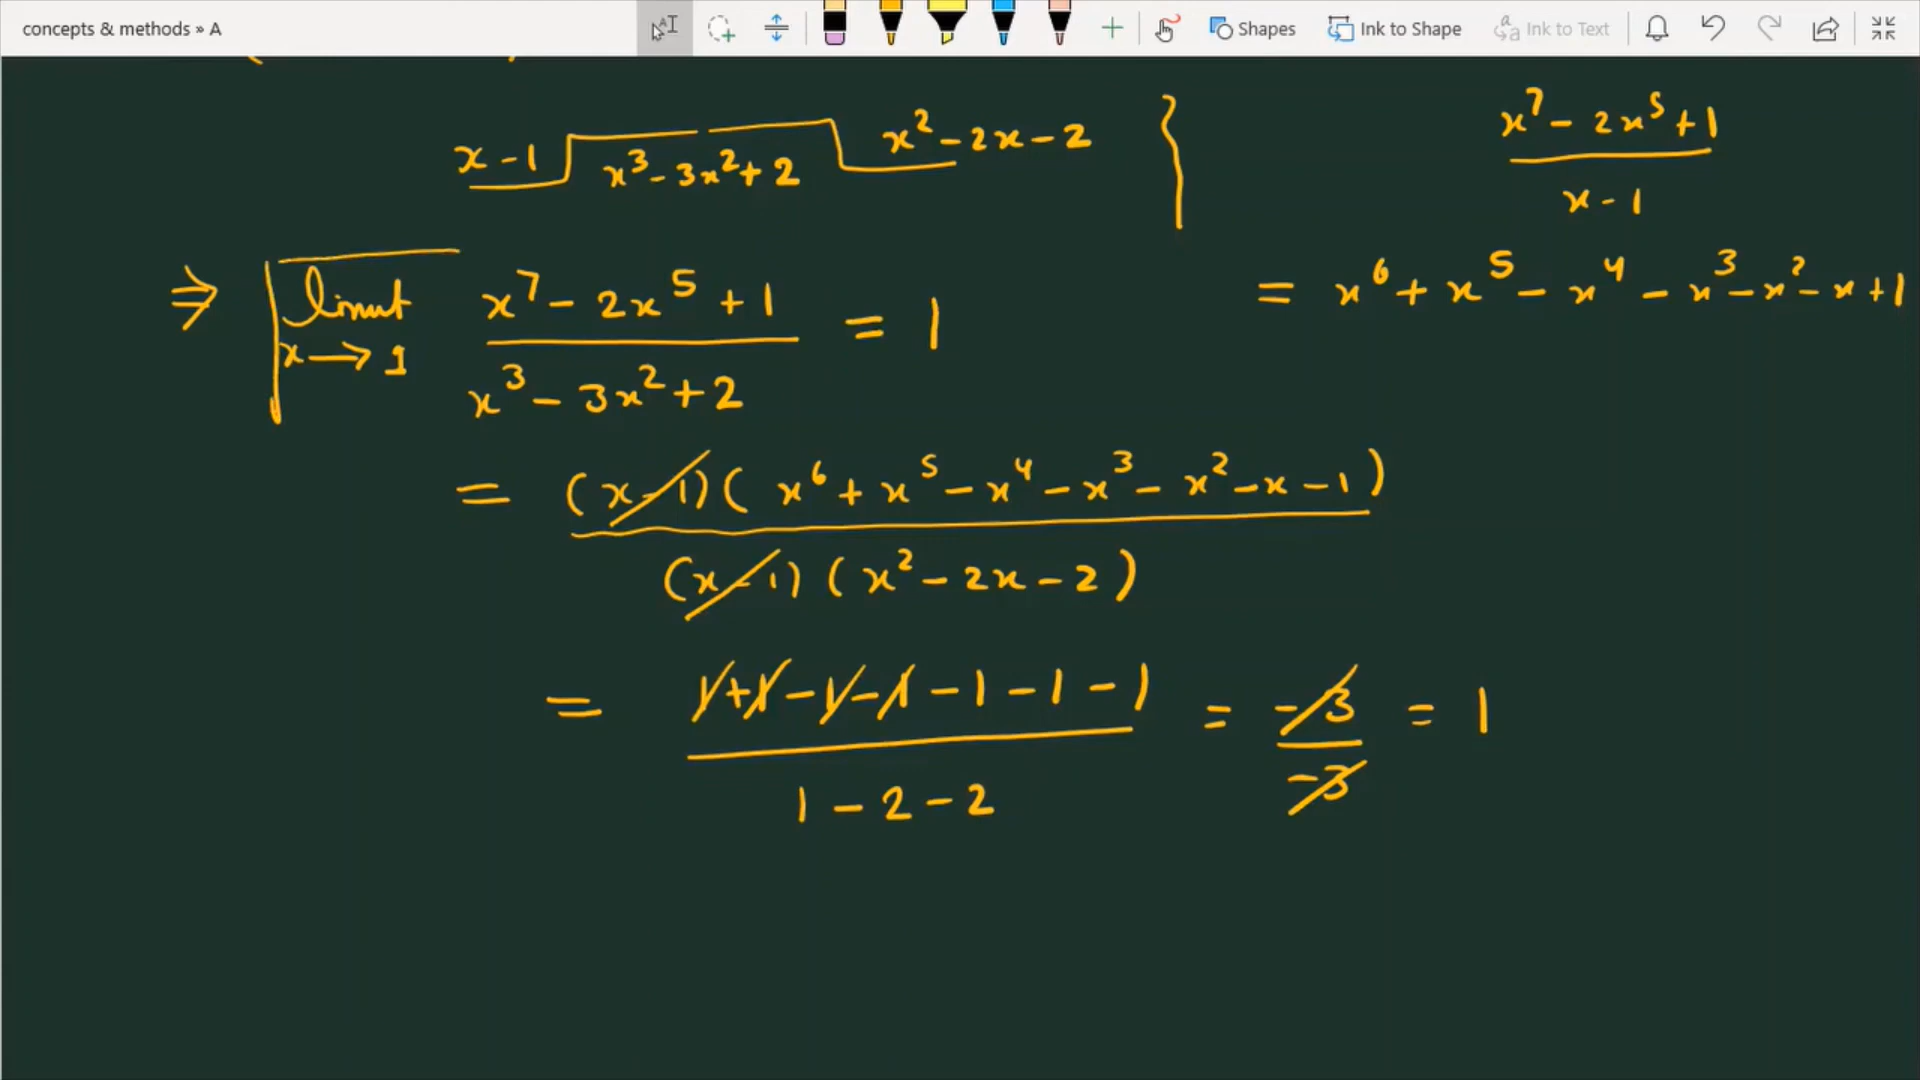 concepts & methods » A
Shapes
Ink to Shape
Ink to Text
x - 1 x³ - 3x² + 2 x² - 2x - 2
x⁷ - 2x⁵ + 1
x - 1
= x⁶ + x⁵ - x⁴ - x³ - x² - x + 1
⇒ limit x⁷ - 2x⁵ + 1 = 1
x → 1 x³ - 3x² + 2
= (x - 1) ( x⁶ + x⁵ - x⁴ - x³ - x² - x - 1 )
(x - 1) ( x² - 2x - 2 )
= 1 + 1 - 1 - 1 - 1 - 1 - 1 = -3 = 1
1 - 2 - 2 -3